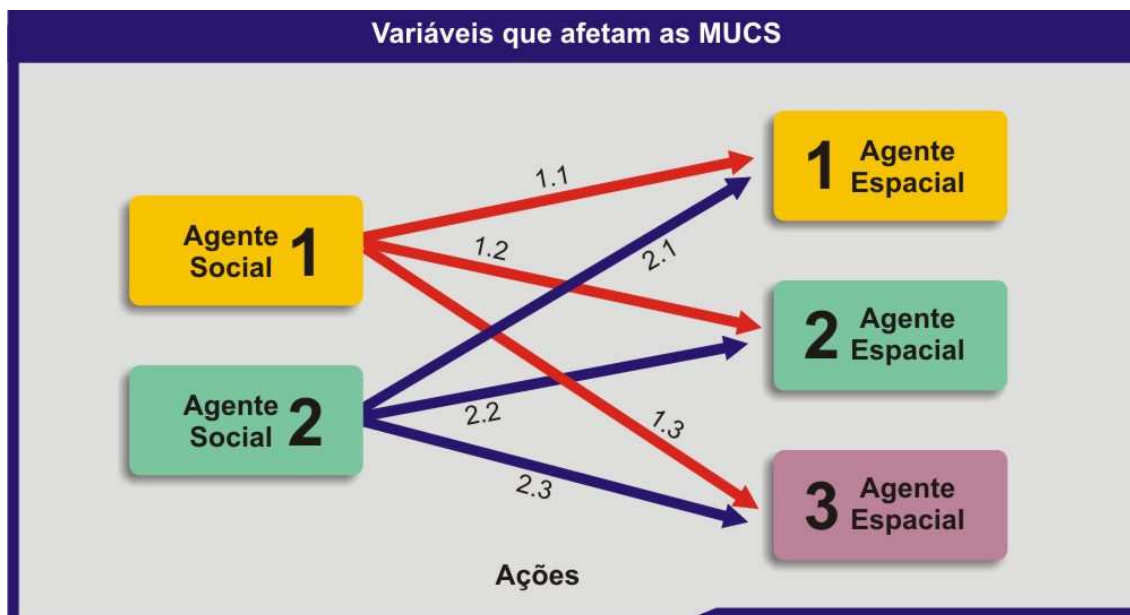 Variáveis que afetam as MUCS
Agente
Social 1
Agente
Social 2
1.1
1.2
2.1
2.2
1.3
2.3
1 Agente
Espacial
2 Agente
Espacial
3 Agente
Espacial
Ações